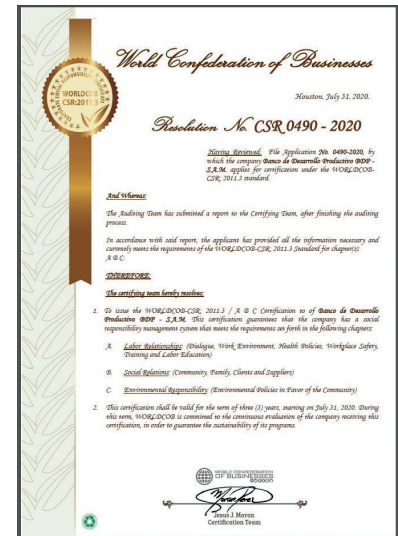 World Confederation of Businesses
WORLDCOB
CSR:2011.3
Houston, July 31, 2020.
Resolution No. CSR 0490 - 2020
Having Reviewed: File Application No. 0490-2020, by
which the company Banco de Desarrollo Productivo BDP -
S.A.M. applies for certification under the WORLDCOB-
CSR: 2011.3 standard.
And Whereas:
The Auditing Team has submitted a report to the Certifying Team, after finishing the auditing
process.
In accordance with said report, the applicant has provided all the information necessary and
currently meets the requirements of the WORLDCOB-CSR: 2011.3 Standard for chapter(s):
A B C.
THEREFORE:
The certifying team hereby resolves:
1. To issue the WORLDCOB-CSR: 2011.3 / A B C Certification to of Banco de Desarrollo
Productivo BDP - S.A.M. This certification guarantees that the company has a social
responsibility management system that meets the requirements set forth in the following chapters:
A. Labor Relationships: (Dialogue, Work Environment, Health Policies, Workplace Safety,
Training and Labor Education)
B. Social Relations: (Community, Family, Clients and Suppliers)
C. Environmental Responsibility: (Environmental Policies in Favor of the Community)
2. This certification shall be valid for the term of three (3) years, starting on July 31, 2020. During
this term, WORLDCOB is committed to the continuous evaluation of the company receiving this
certification, in order to guarantee the sustainability of its programs.
WORLD CONFEDERATION
OF BUSINESSES
Jesus J. Moran
Certification Team